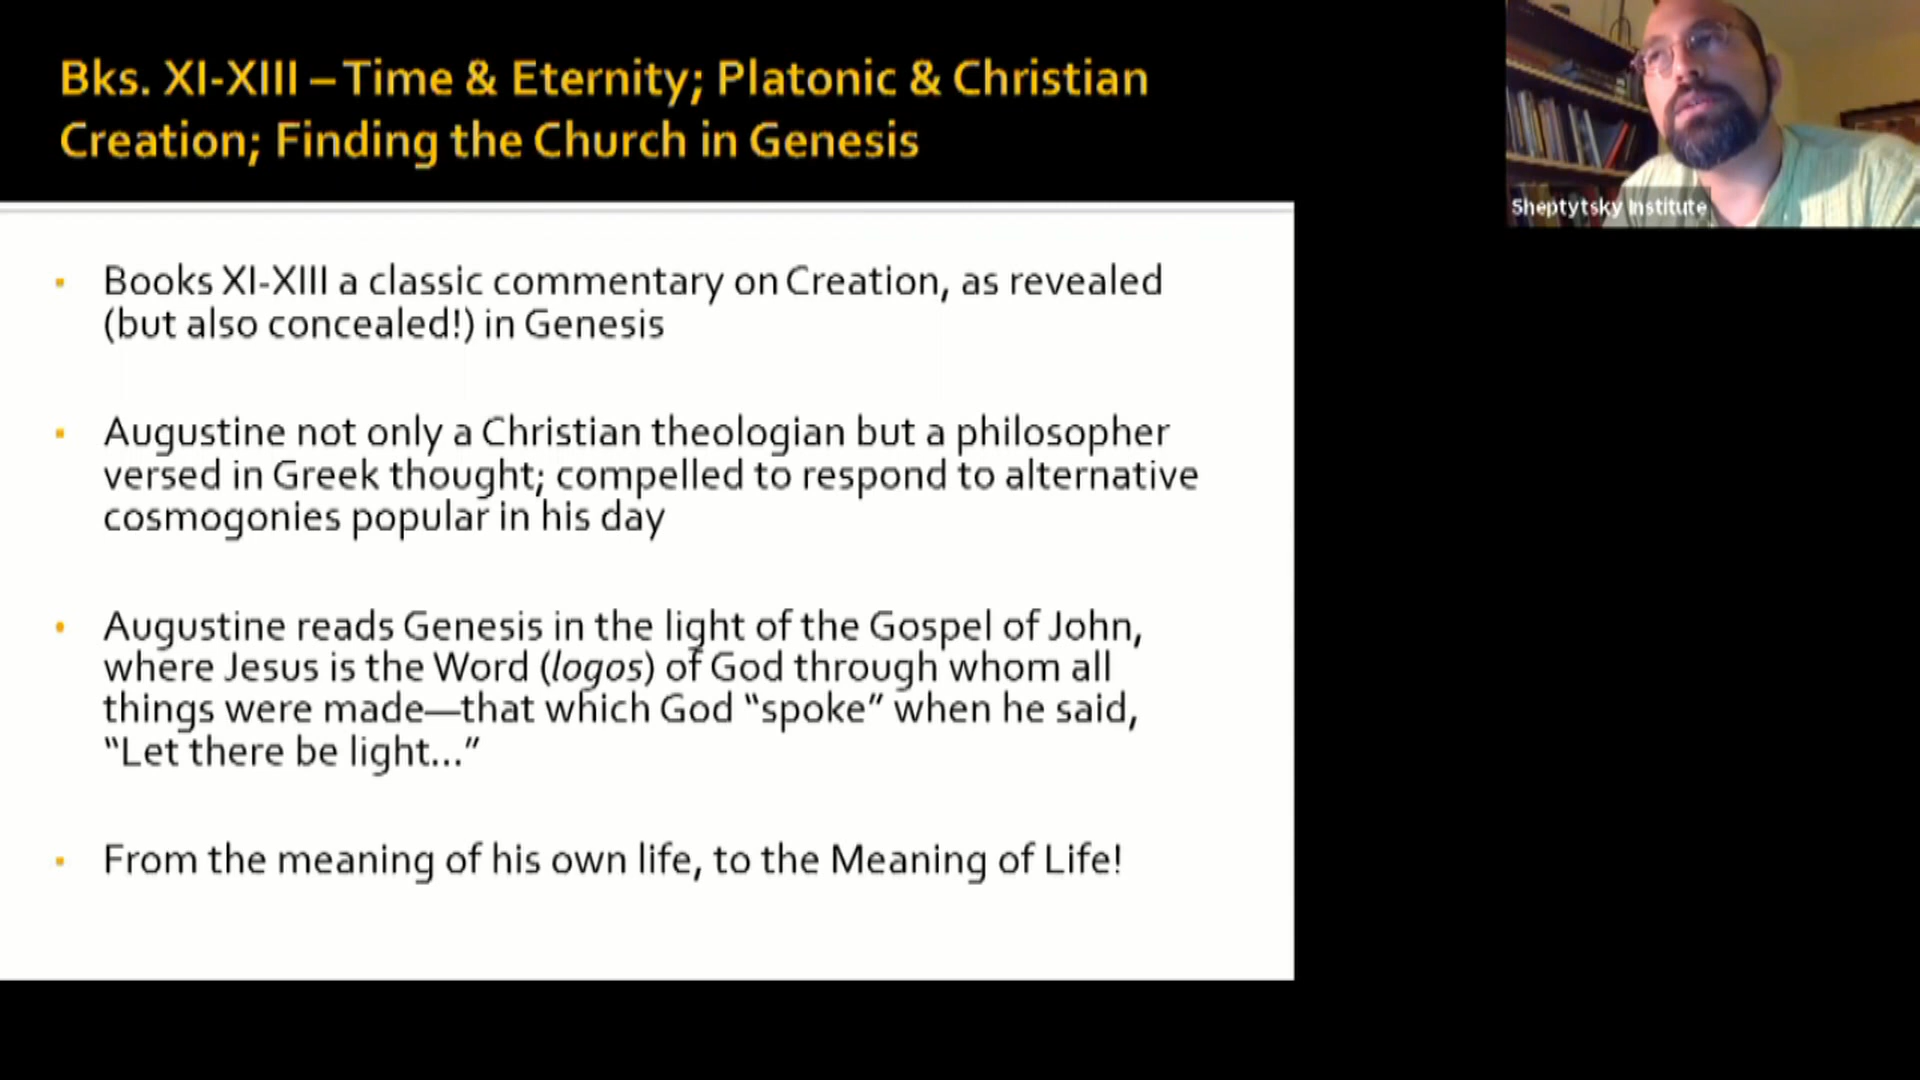 Bks. XI-XIII – Time & Eternity; Platonic & Christian
Creation; Finding the Church in Genesis
Sheptytsky Institute
Books XI-XIII a classic commentary on Creation, as revealed
(but also concealed!) in Genesis
Augustine not only a Christian theologian but a philosopher
versed in Greek thought; compelled to respond to alternative
cosmogonies popular in his day
Augustine reads Genesis in the light of the Gospel of John,
where Jesus is the Word (logos) of God through whom all
things were made—that which God “spoke” when he said,
“Let there be light…”
From the meaning of his own life, to the Meaning of Life!